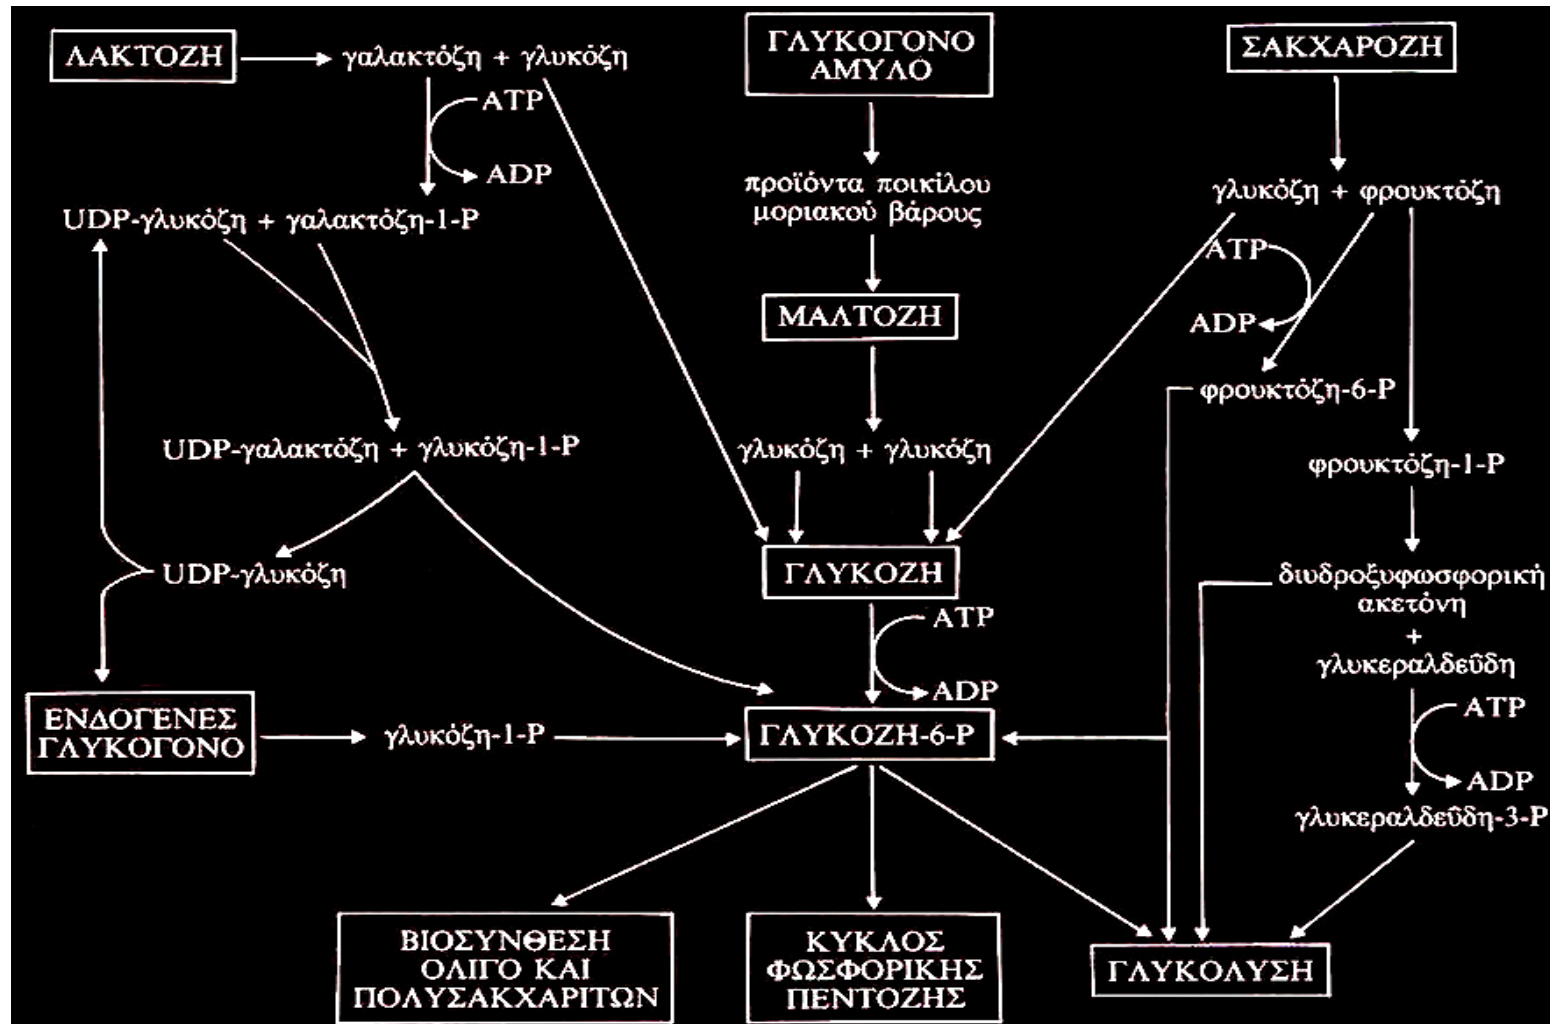 ΛΑΚΤΟΖΗ
γαλακτόζη + γλυκόζη
ATP
ADP
UDP-γλυκόζη + γαλακτόζη-1-P
UDP-γαλακτόζη + γλυκόζη-1-P
UDP-γλυκόζη
ΕΝΔΟΓΕΝΕΣ
ΓΛΥΚΟΓΟΝΟ
γλυκόζη-1-P
ΓΛΥΚΟΓΟΝΟ
ΑΜΥΛΟ
προϊόντα ποικίλου
μοριακού βάρους
ΜΑΛΤΟΖΗ
γλυκόζη + γλυκόζη
ΓΛΥΚΟΖΗ
ATP
ADP
ΓΛΥΚΟΖΗ-6-P
ΣΑΚΧΑΡΟΖΗ
γλυκόζη + φρουκτόζη
ATP
ADP
φρουκτόζη-6-P
φρουκτόζη-1-P
διυδροξυφωσφορική
ακετόνη
+
γλυκεραλδεΰδη
ATP
ADP
γλυκεραλδεΰδη-3-P
ΒΙΟΣΥΝΘΕΣΗ
ΟΛΙΓΟ ΚΑΙ
ΠΟΛΥΣΑΚΧΑΡΙΤΩΝ
ΚΥΚΛΟΣ
ΦΩΣΦΟΡΙΚΗΣ
ΠΕΝΤΟΖΗΣ
ΓΛΥΚΟΛΥΣΗ